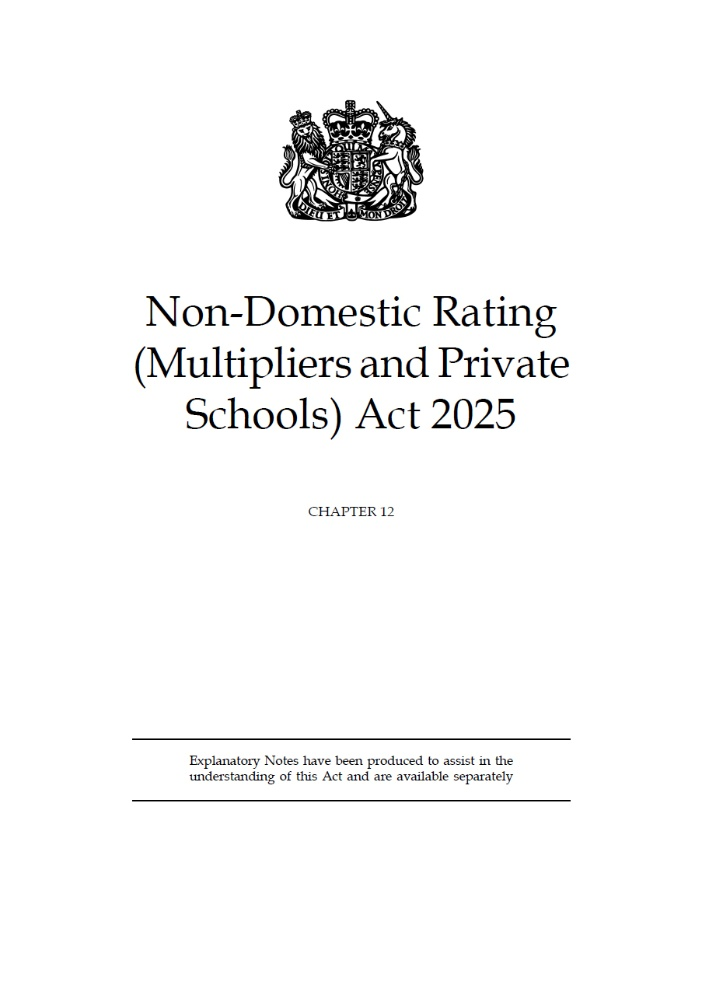 DIEU ET MON DROIT
Non-Domestic Rating
(Multipliers and Private
Schools) Act 2025
CHAPTER 12
Explanatory Notes have been produced to assist in the
understanding of this Act and are available separately